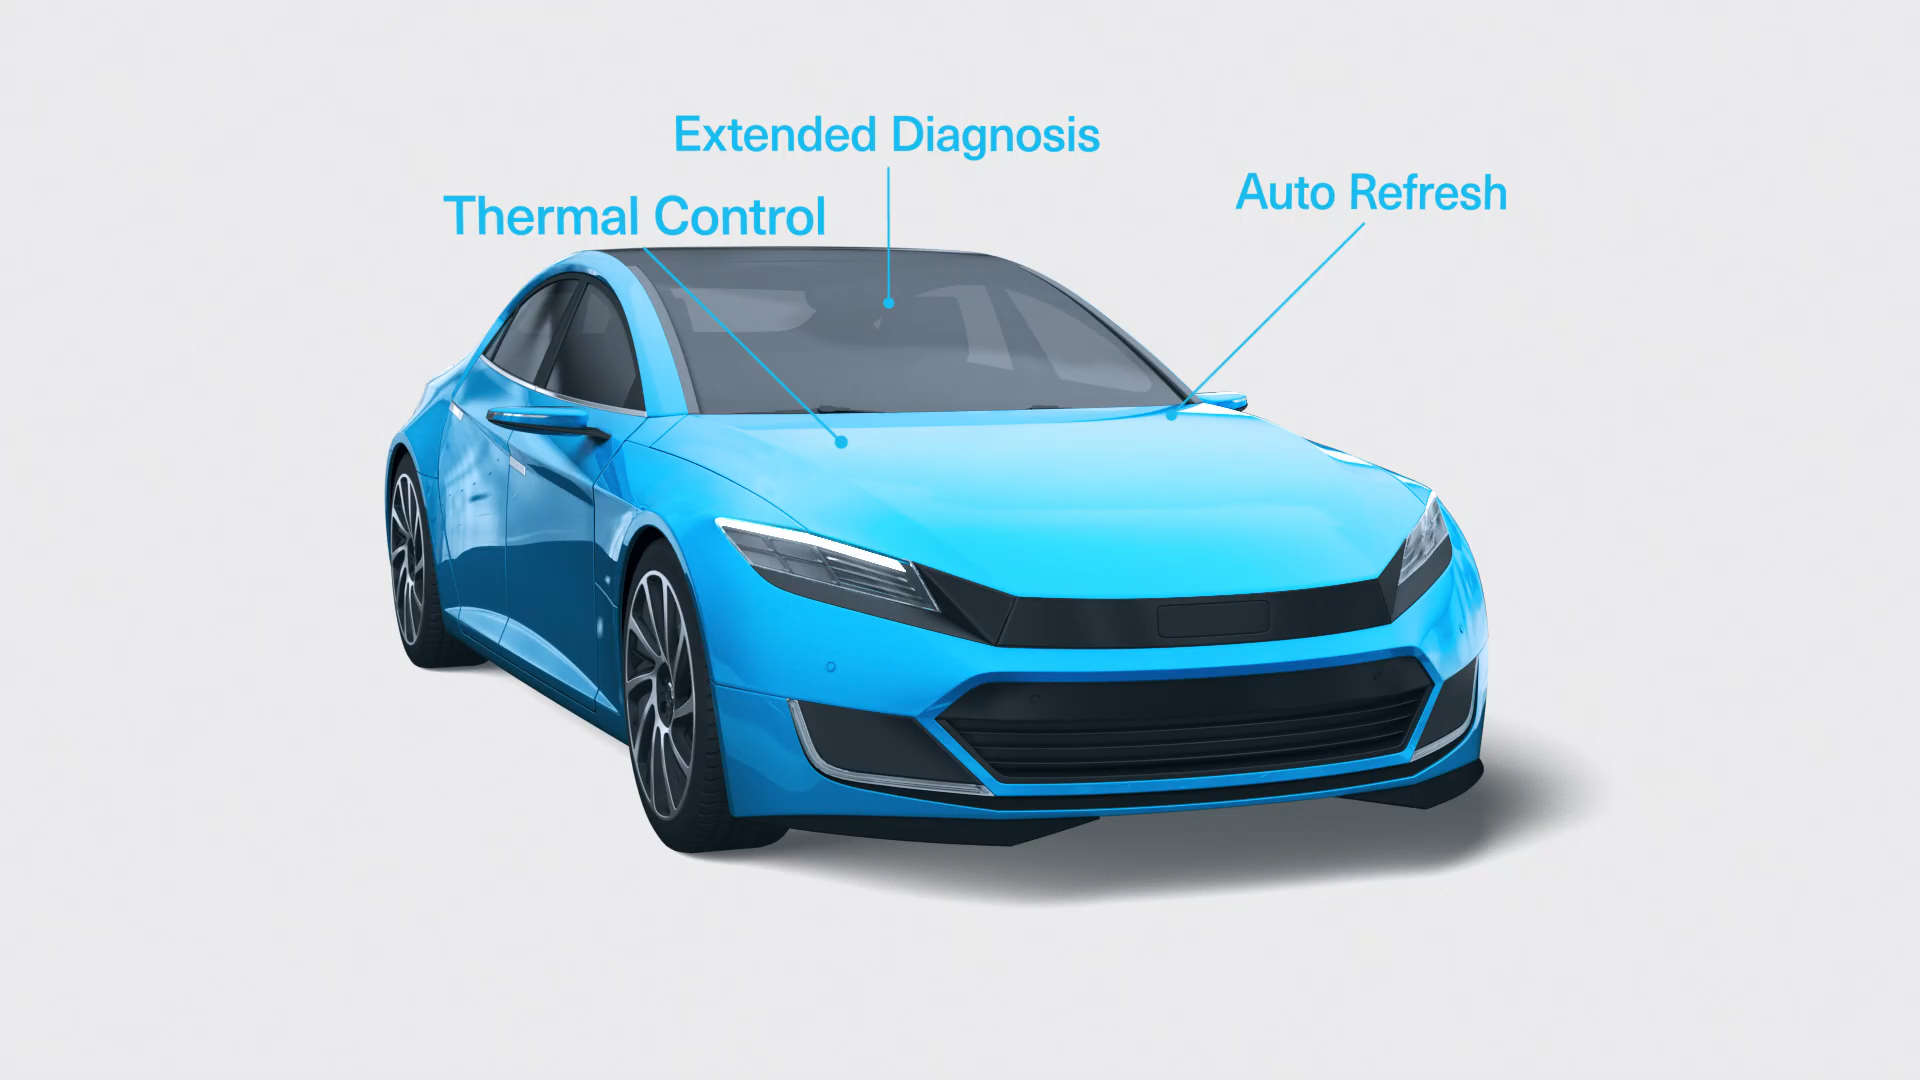 Extended Diagnosis
Thermal Control
Auto Refresh